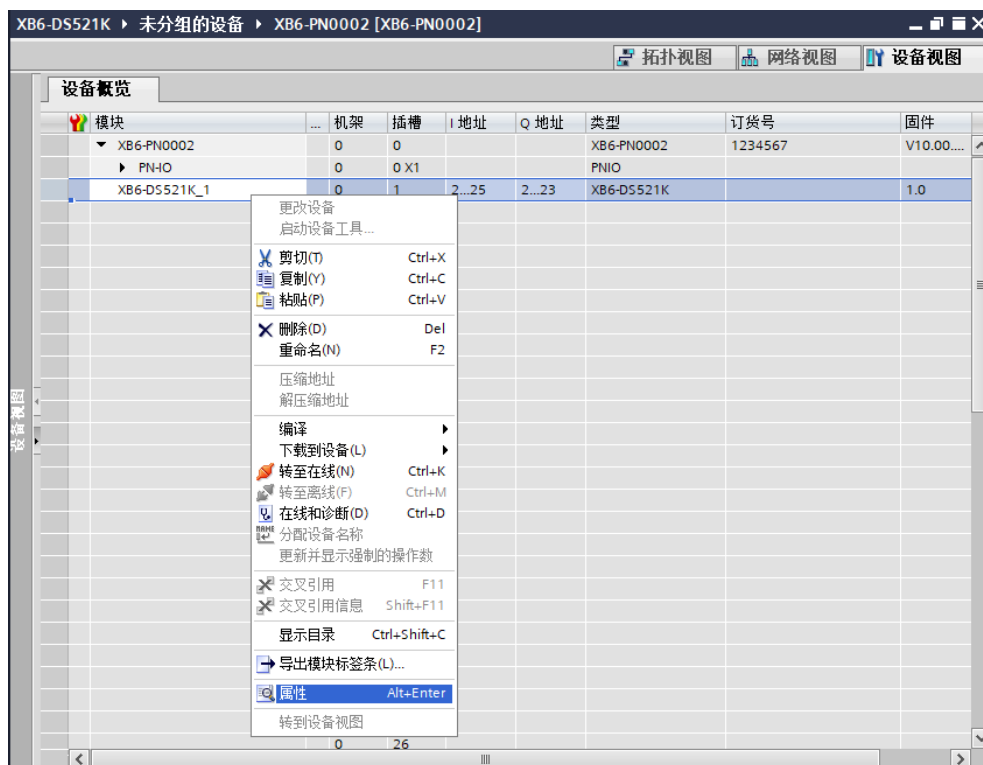 XB6-DS521K ▸ 未分组的设备 ▸ XB6-PN0002 [XB6-PN0002]
拓扑视图 网络视图 设备视图
设备概览
模块 ... 机架 插槽 I 地址 Q 地址 类型 订货号 固件
XB6-PN0002 0 0 XB6-PN0002 1234567 V10.00....
PN-IO 0 0 X1 PNIO
XB6-DS521K_1 0 1 2...25 2...23 XB6-DS521K 1.0
更改设备
启动设备工具...
剪切(T) Ctrl+X
复制(Y) Ctrl+C
粘贴(P) Ctrl+V
删除(D) Del
重命名(N) F2
压缩地址
解压缩地址
编译
下载到设备(L)
转至在线(N) Ctrl+K
转至离线(F) Ctrl+M
在线和诊断(D) Ctrl+D
分配设备名称
更新并显示强制的操作数
交叉引用 F11
交叉引用信息 Shift+F11
显示目录 Ctrl+Shift+C
导出模块标签条(L)...
属性 Alt+Enter
转到设备视图
0 26
设备视图